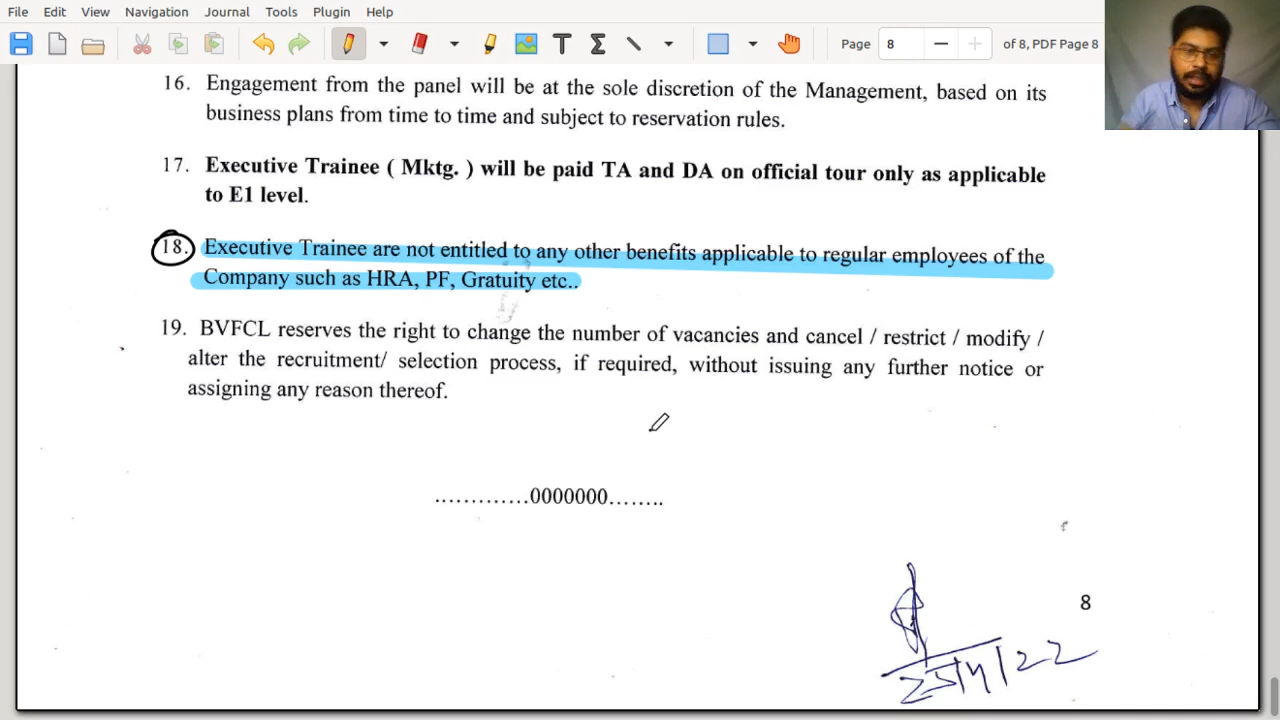 File Edit View Navigation Journal Tools Plugin Help
Page 8 of 8, PDF Page 8
16. Engagement from the panel will be at the sole discretion of the Management, based on its
business plans from time to time and subject to reservation rules.
17. Executive Trainee ( Mktg. ) will be paid TA and DA on official tour only as applicable
to E1 level.
18. Executive Trainee are not entitled to any other benefits applicable to regular employees of the
Company such as HRA, PF, Gratuity etc..
19. BVFCL reserves the right to change the number of vacancies and cancel / restrict / modify /
alter the recruitment/ selection process, if required, without issuing any further notice or
assigning any reason thereof.
.............0000000........
8